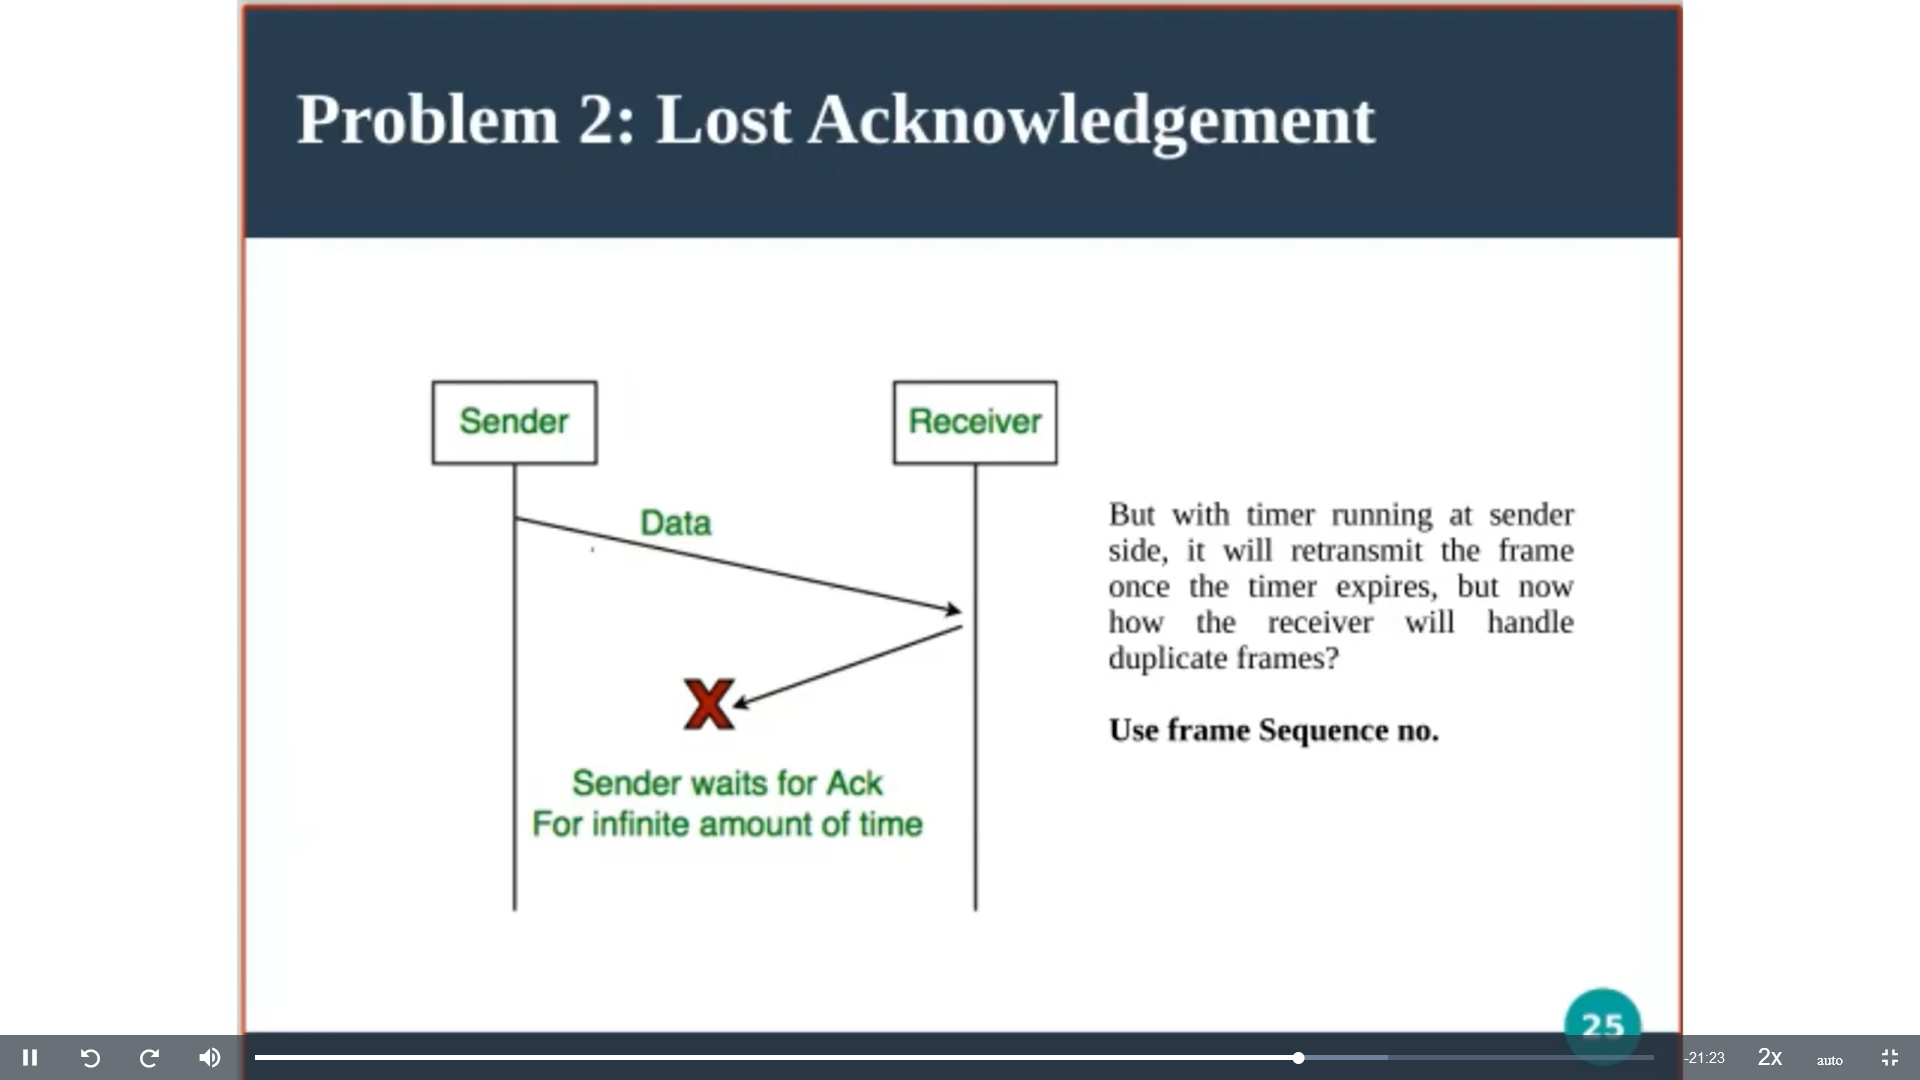 Problem 2: Lost Acknowledgement
Sender
Receiver
Data
X
Sender waits for Ack
For infinite amount of time
But with timer running at sender
side, it will retransmit the frame
once the timer expires, but now
how the receiver will handle
duplicate frames?
Use frame Sequence no.
25
-21:23
2x
auto